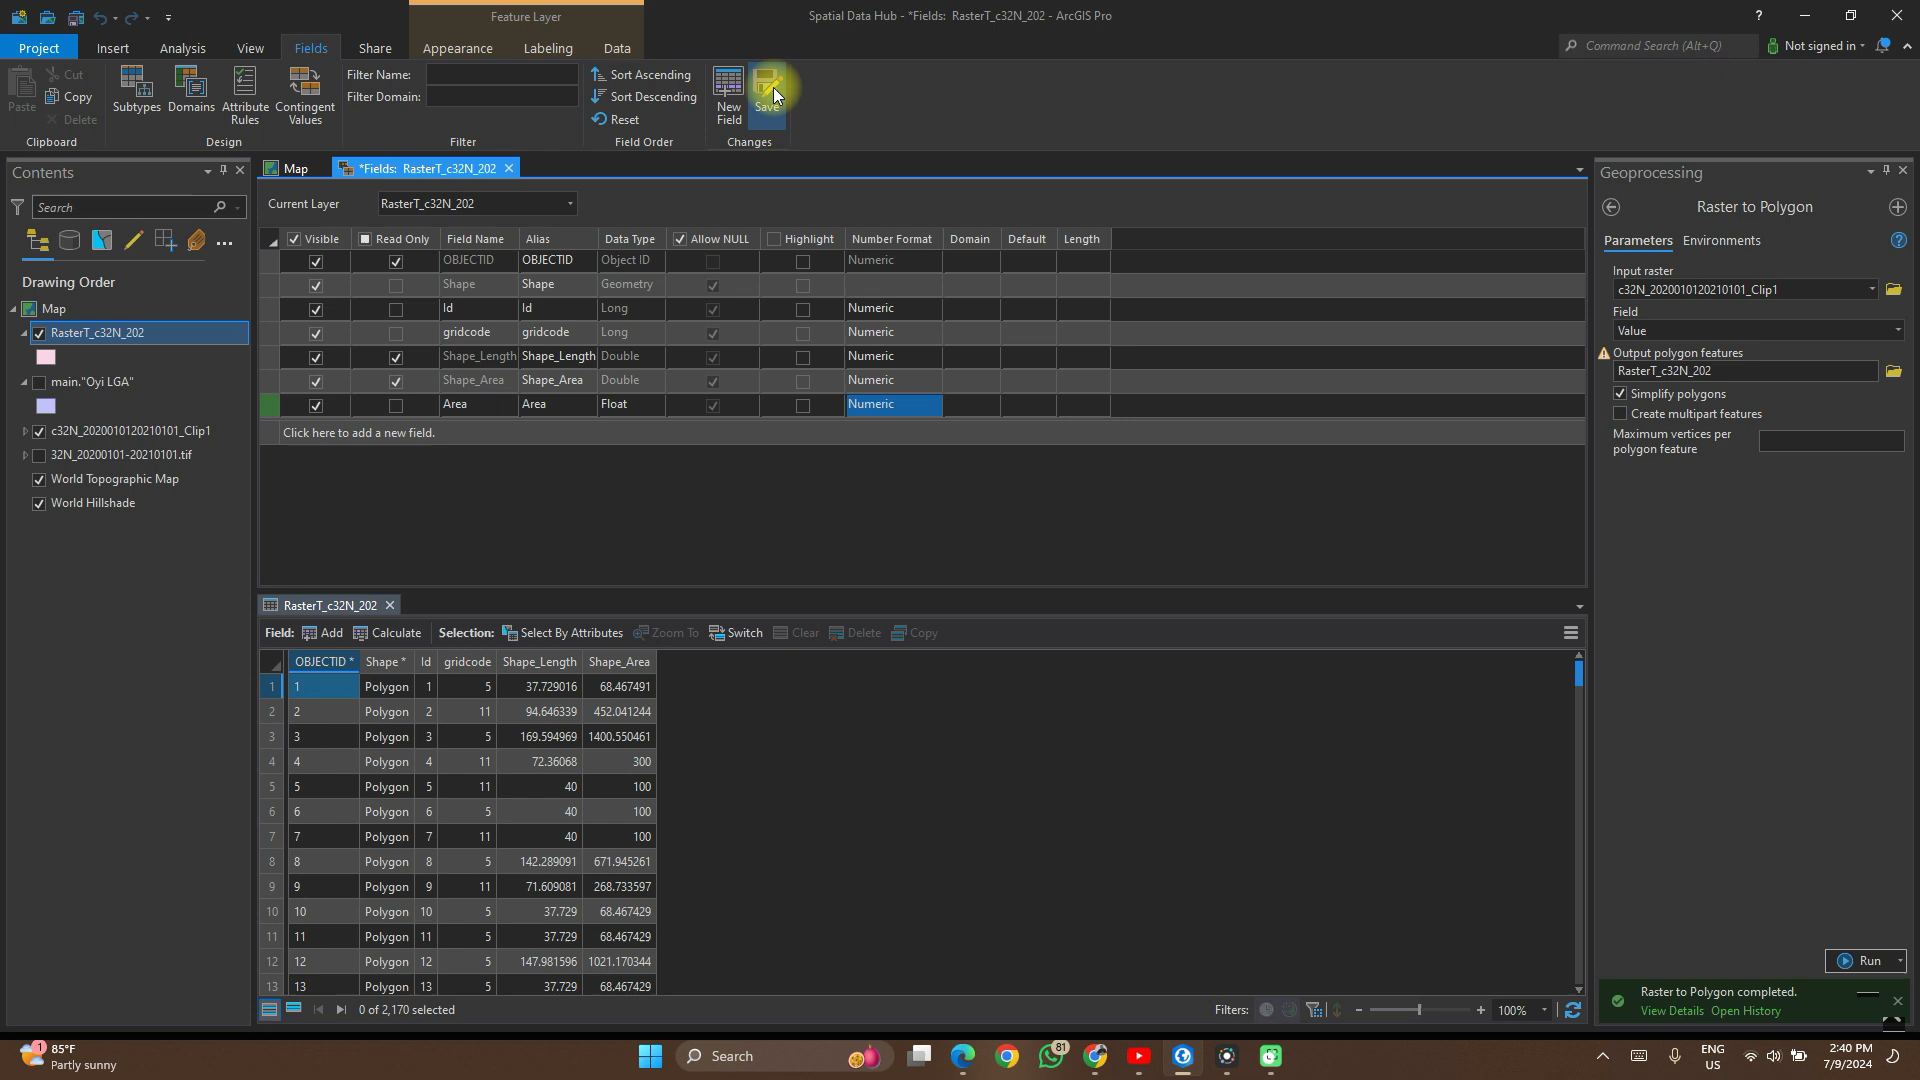 Feature Layer
Spatial Data Hub - *Fields: RasterT_c32N_202 - ArcGIS Pro
?
Project Insert Analysis View Fields Share Appearance Labeling Data
Command Search (Alt+Q)
Not signed in
Paste
Cut
Copy
Delete
Clipboard
Subtypes
Domains
Attribute Rules
Contingent Values
Design
Filter Name:
Filter Domain:
Filter
Sort Ascending
Sort Descending
Reset
Field Order
New Field
Save
Changes
Contents
Search
Drawing Order
Map
RasterT_c32N_202
main."Oyi LGA"
c32N_2020010120210101_Clip1
32N_20200101-20210101.tif
World Topographic Map
World Hillshade
Map
*Fields: RasterT_c32N_202
Current Layer RasterT_c32N_202
Visible Read Only Field Name Alias Data Type Allow NULL Highlight Number Format Domain Default Length
OBJECTID OBJECTID Object ID Numeric
Shape Shape Geometry
Id Id Long Numeric
gridcode gridcode Long Numeric
Shape_Length Shape_Length Double Numeric
Shape_Area Shape_Area Double Numeric
Area Area Float Numeric
Click here to add a new field.
RasterT_c32N_202
Field: Add Calculate Selection: Select By Attributes Zoom To Switch Clear Delete Copy
OBJECTID * Shape * Id gridcode Shape_Length Shape_Area
1 1 Polygon 1 5 37.729016 68.467491
2 2 Polygon 2 11 94.646339 452.041244
3 3 Polygon 3 5 169.594969 1400.550461
4 4 Polygon 4 11 72.36068 300
5 5 Polygon 5 11 40 100
6 6 Polygon 6 5 40 100
7 7 Polygon 7 11 40 100
8 8 Polygon 8 5 142.289091 671.945261
9 9 Polygon 9 11 71.609081 268.733597
10 10 Polygon 10 5 37.729 68.467429
11 11 Polygon 11 5 37.729 68.467429
12 12 Polygon 12 5 147.981596 1021.170344
13 13 Polygon 13 5 37.729 68.467429
0 of 2,170 selected
Filters:
100%
Geoprocessing
Raster to Polygon
Parameters Environments
?
Input raster
c32N_2020010120210101_Clip1
Field
Value
Output polygon features
RasterT_c32N_202
Simplify polygons
Create multipart features
Maximum vertices per polygon feature
Run
Raster to Polygon completed.
View Details Open History
1
85°F
Partly sunny
Search
81
ENG
US
2:40 PM
7/9/2024